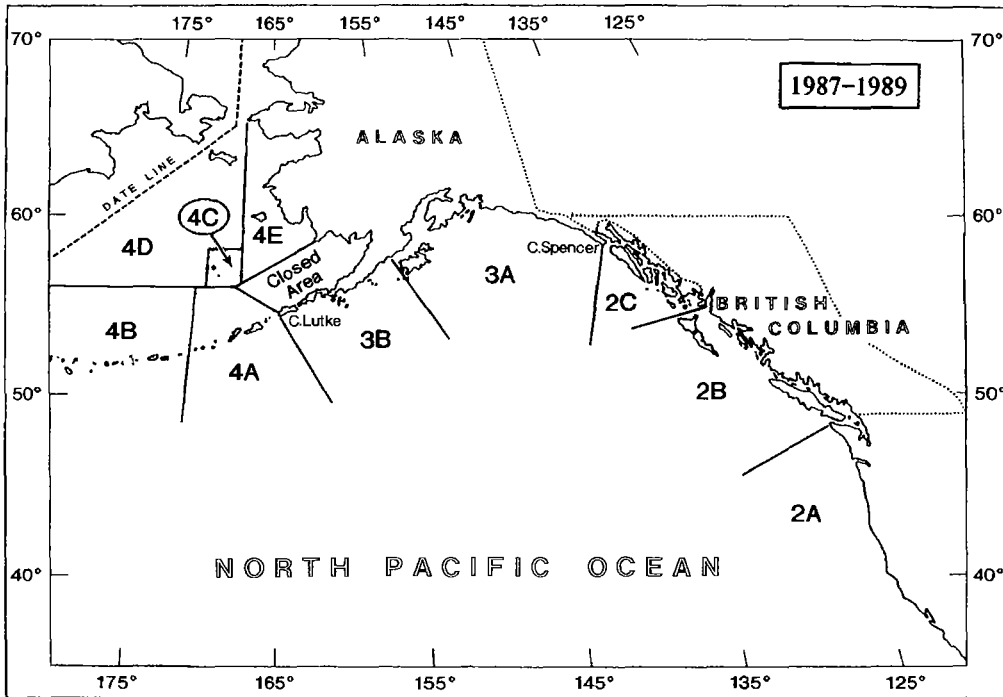 175° 165° 155° 145° 135° 125°
70° 70°
1987–1989
ALASKA
DATE LINE
60° 4C 60°
4D 4E
C.Spencer
Closed
Area
3A
2C
BRITISH
COLUMBIA
4B
C.Lutke
3B
4A
50° 50°
2B
2A
NORTH PACIFIC OCEAN
40° 40°
175° 165° 155° 145° 135° 125°